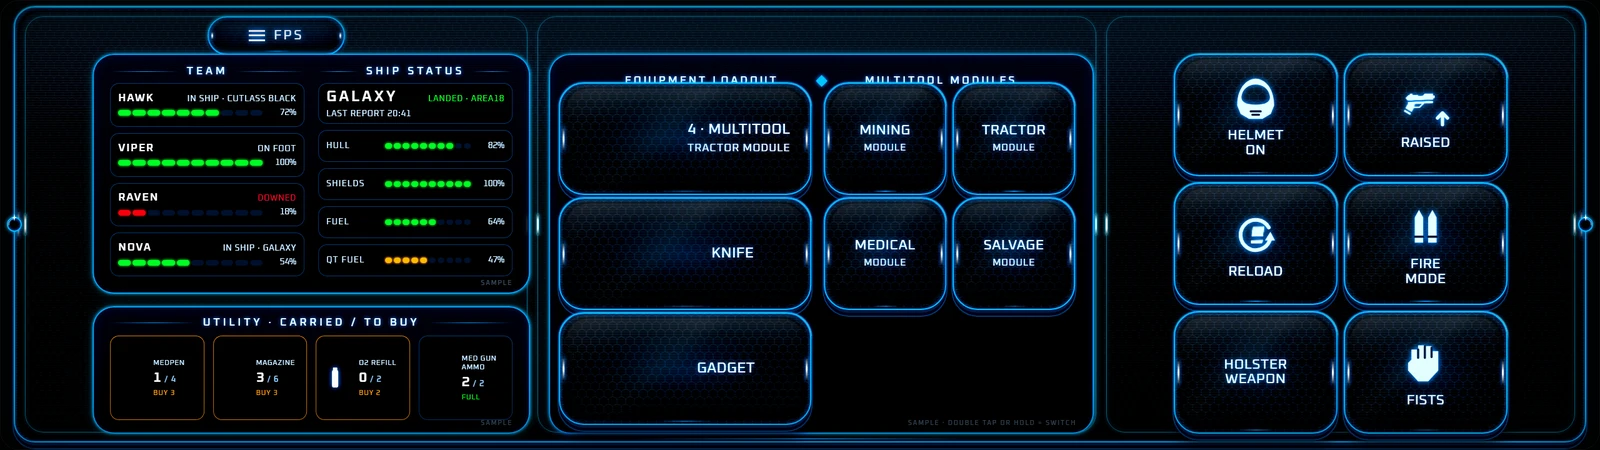 FPS
TEAM
HAWK IN SHIP · CUTLASS BLACK
72%
VIPER ON FOOT
100%
RAVEN DOWNED
18%
NOVA IN SHIP · GALAXY
54%
SHIP STATUS
GALAXY LANDED · AREA18
LAST REPORT 20:41
HULL 82%
SHIELDS 100%
FUEL 64%
QT FUEL 47%
SAMPLE
UTILITY · CARRIED / TO BUY
MEDPEN
1 / 4
BUY 3
MAGAZINE
3 / 6
BUY 3
O2 REFILL
0 / 2
BUY 2
MED GUN
AMMO
2 / 2
FULL
SAMPLE
EQUIPMENT LOADOUT
4 · MULTITOOL
TRACTOR MODULE
KNIFE
GADGET
MULTITOOL MODULES
MINING
MODULE
TRACTOR
MODULE
MEDICAL
MODULE
SALVAGE
MODULE
SAMPLE · DOUBLE TAP OR HOLD = SWITCH
HELMET
ON
RAISED
RELOAD
FIRE
MODE
HOLSTER
WEAPON
FISTS